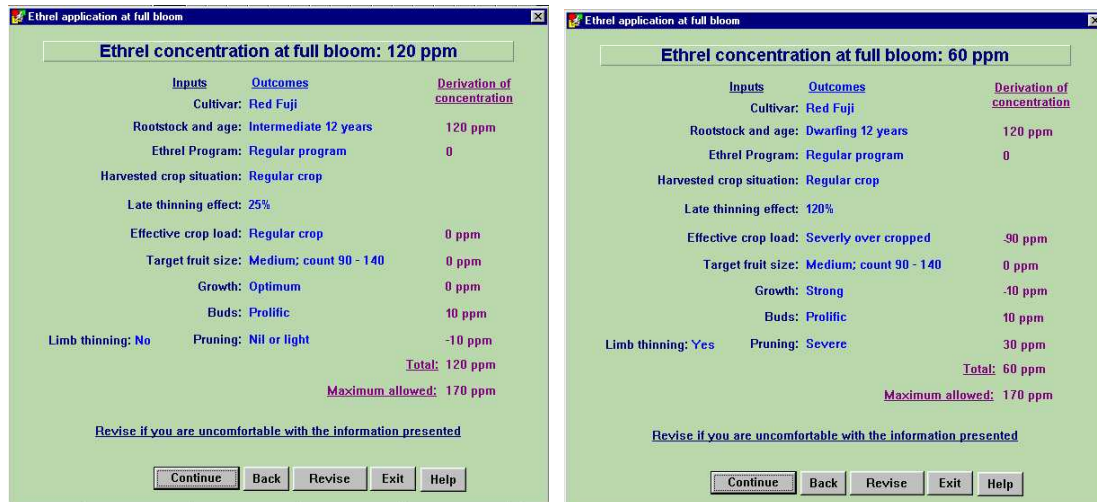 Ethrel application at full bloom
Ethrel concentration at full bloom: 120 ppm
Inputs Outcomes Derivation of
concentration
Cultivar: Red Fuji
Rootstock and age: Intermediate 12 years 120 ppm
Ethrel Program: Regular program 0
Harvested crop situation: Regular crop
Late thinning effect: 25%
Effective crop load: Regular crop 0 ppm
Target fruit size: Medium; count 90 - 140 0 ppm
Growth: Optimum 0 ppm
Buds: Prolific 10 ppm
Limb thinning: No Pruning: Nil or light -10 ppm
Total: 120 ppm
Maximum allowed: 170 ppm
Revise if you are uncomfortable with the information presented
Continue Back Revise Exit Help
Ethrel application at full bloom
Ethrel concentration at full bloom: 60 ppm
Inputs Outcomes Derivation of
concentration
Cultivar: Red Fuji
Rootstock and age: Dwarfing 12 years 120 ppm
Ethrel Program: Regular program 0
Harvested crop situation: Regular crop
Late thinning effect: 120%
Effective crop load: Severly over cropped -90 ppm
Target fruit size: Medium; count 90 - 140 0 ppm
Growth: Strong -10 ppm
Buds: Prolific 10 ppm
Limb thinning: Yes Pruning: Severe 30 ppm
Total: 60 ppm
Maximum allowed: 170 ppm
Revise if you are uncomfortable with the information presented
Continue Back Revise Exit Help